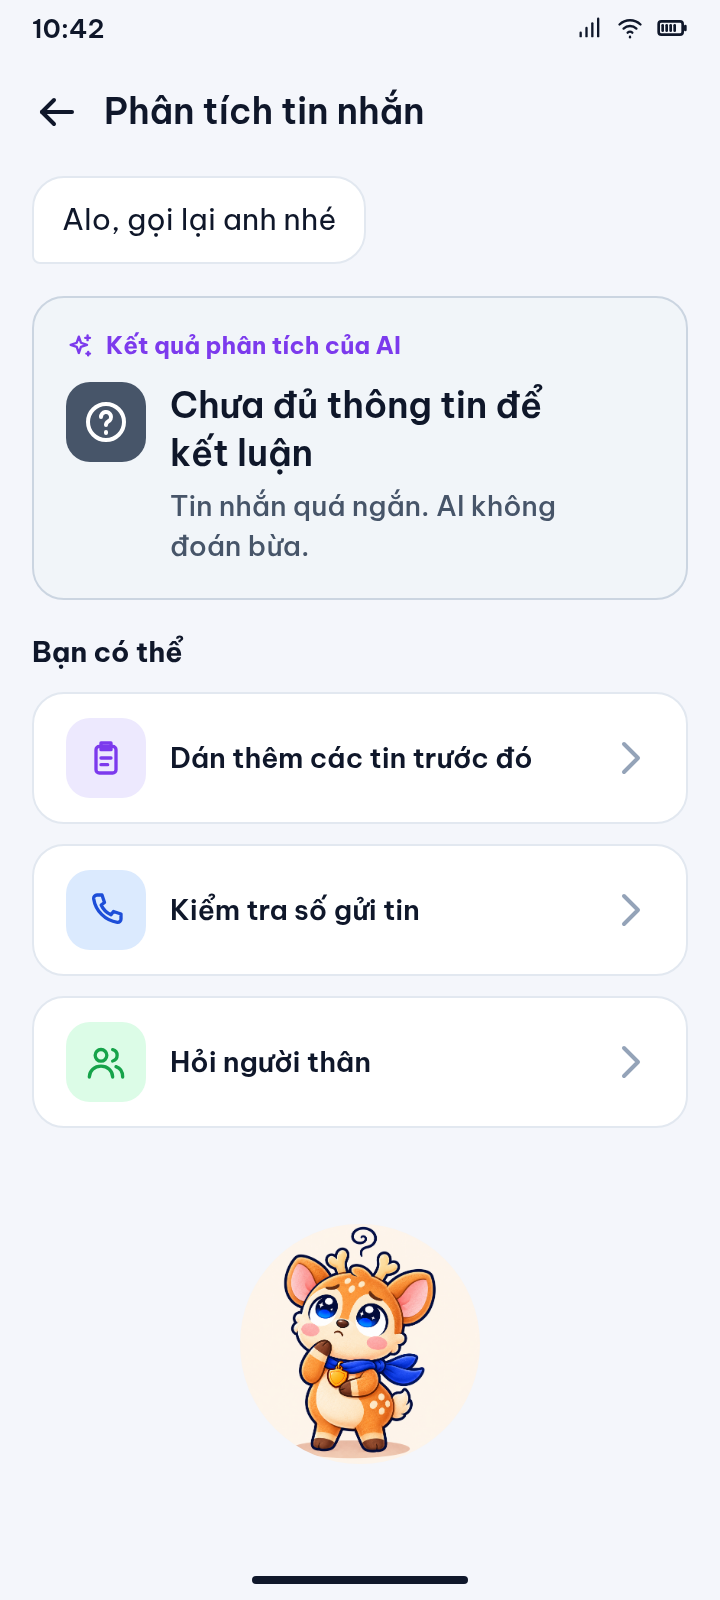 10:42
Phân tích tin nhắn
Alo, gọi lại anh nhé
Kết quả phân tích của AI
Chưa đủ thông tin để
kết luận
Tin nhắn quá ngắn. AI không
đoán bừa.
Bạn có thể
Dán thêm các tin trước đó
Kiểm tra số gửi tin
Hỏi người thân